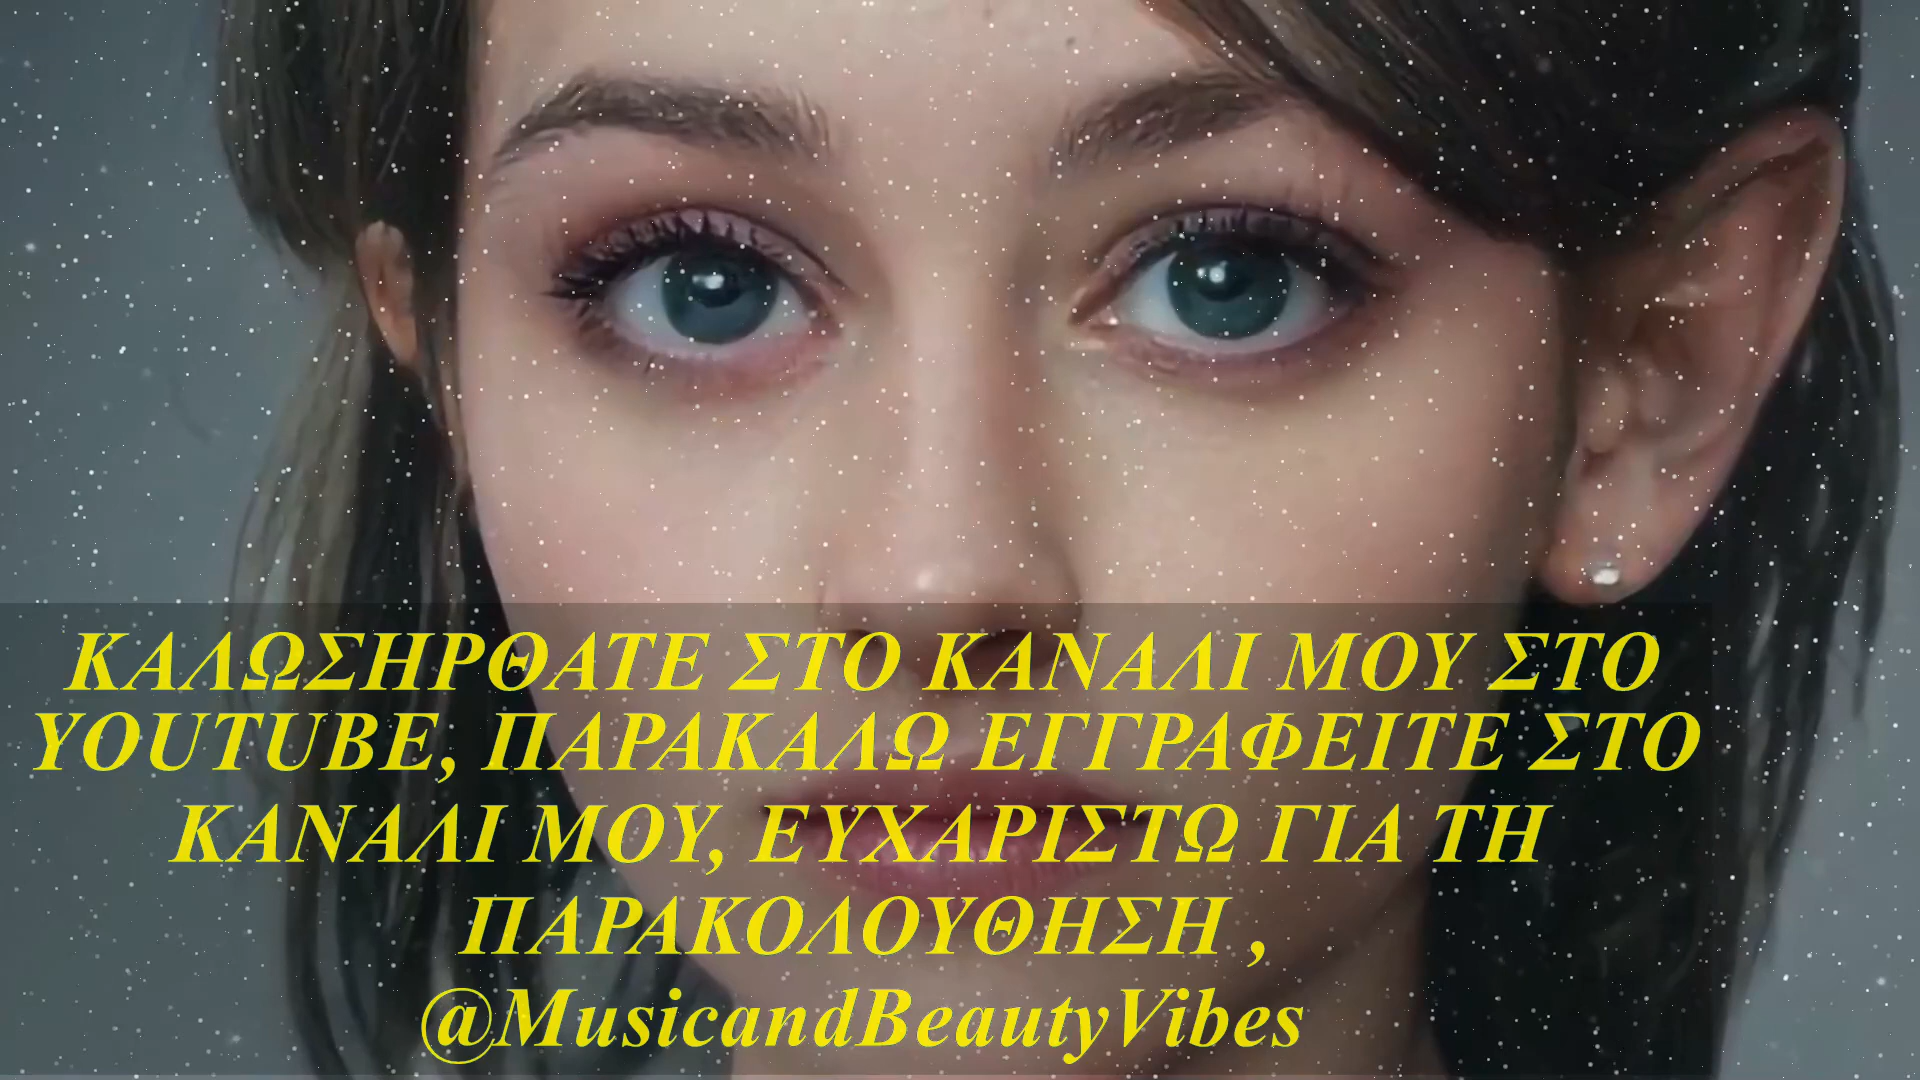 ΚΑΛΩΣΗΡΘΑΤΕ ΣΤΟ ΚΑΝΑΛΙ ΜΟΥ ΣΤΟ
YOUTUBE, ΠΑΡΑΚΑΛΩ ΕΓΓΡΑΦΕΙΤΕ ΣΤΟ
ΚΑΝΑΛΙ ΜΟΥ, ΕΥΧΑΡΙΣΤΩ ΓΙΑ ΤΗ
ΠΑΡΑΚΟΛΟΥΘΗΣΗ ,
@MusicandBeautyVibes